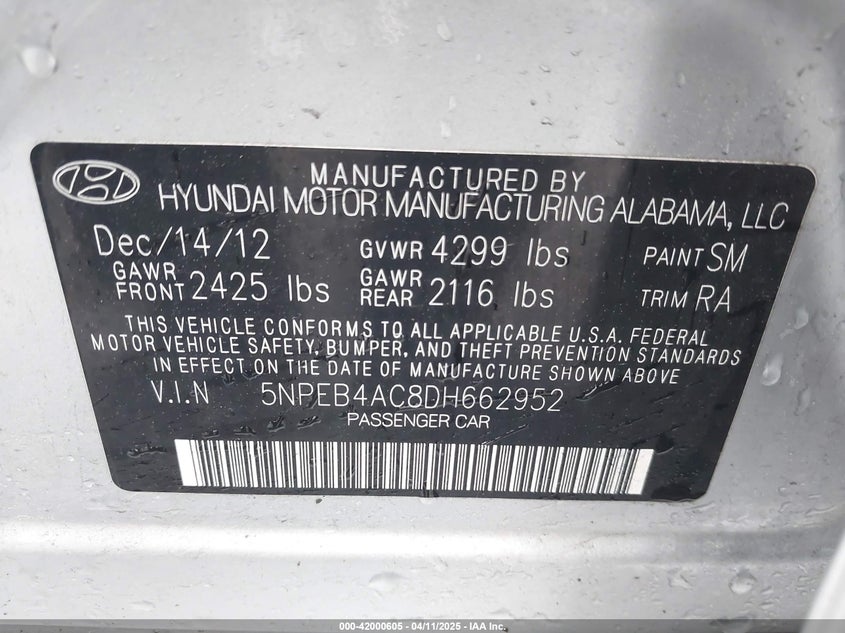 MANUFACTURED BY
HYUNDAI MOTOR MANUFACTURING ALABAMA, LLC
Dec/14/12 GVWR 4299 lbs PAINT SM
GAWR FRONT 2425 lbs GAWR REAR 2116 lbs TRIM RA
THIS VEHICLE CONFORMS TO ALL APPLICABLE U.S.A. FEDERAL
MOTOR VEHICLE SAFETY, BUMPER, AND THEFT PREVENTION STANDARDS
IN EFFECT ON THE DATE OF MANUFACTURE SHOWN ABOVE
V.I.N 5NPEB4AC8DH662952
PASSENGER CAR
000-42000605 - 04/11/2025 - IAA Inc.